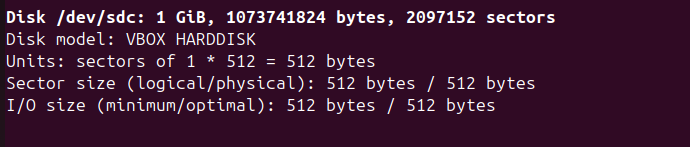 Disk /dev/sdc: 1 GiB, 1073741824 bytes, 2097152 sectors
Disk model: VBOX HARDDISK
Units: sectors of 1 * 512 = 512 bytes
Sector size (logical/physical): 512 bytes / 512 bytes
I/O size (minimum/optimal): 512 bytes / 512 bytes